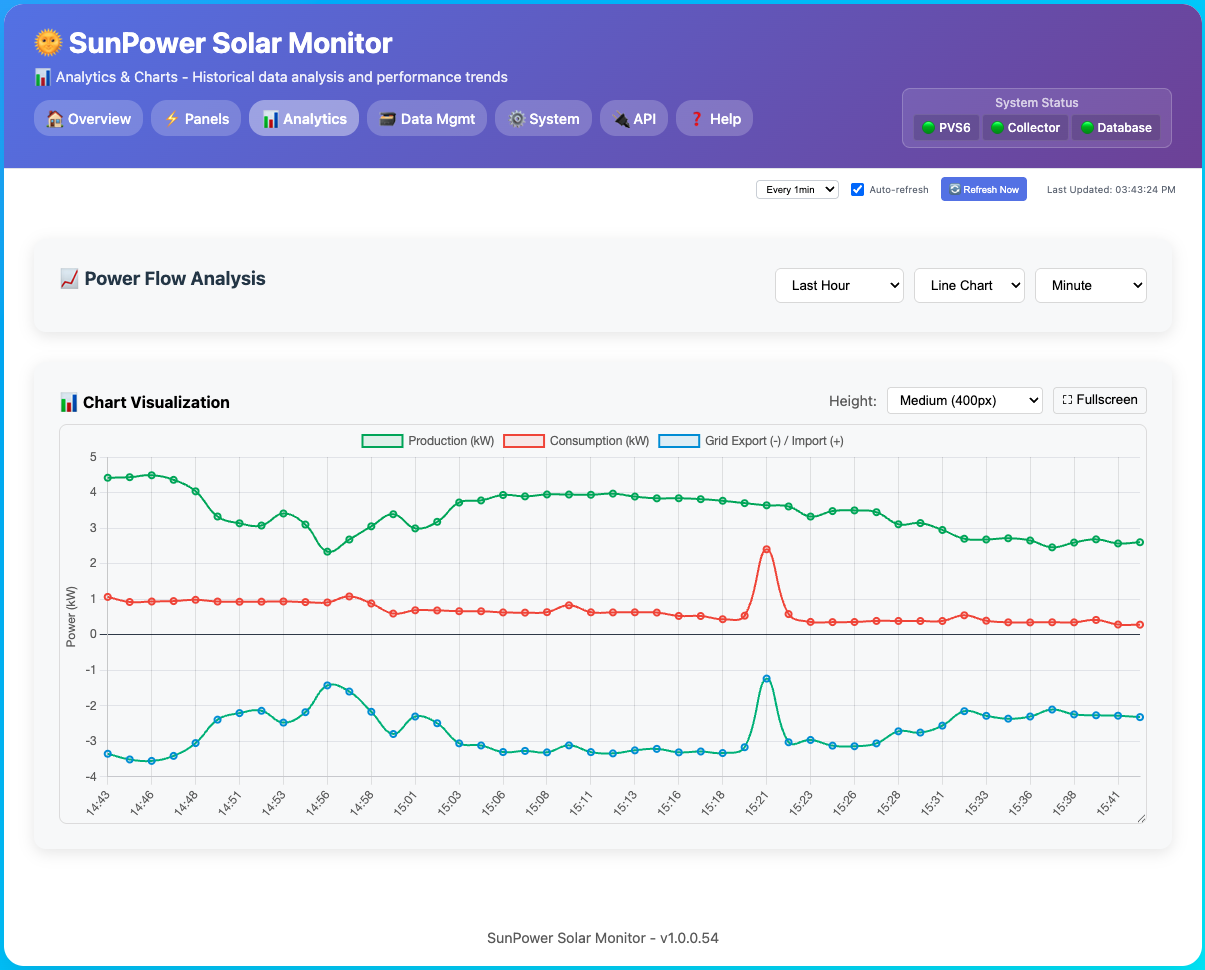 🌞 SunPower Solar Monitor
📊 Analytics & Charts - Historical data analysis and performance trends
🏠 Overview
⚡ Panels
📊 Analytics
🗃️ Data Mgmt
⚙️ System
🔌 API
❓ Help
System Status
PVS6
Collector
Database
Every 1min
Auto-refresh
🔄 Refresh Now
Last Updated: 03:43:24 PM
📈 Power Flow Analysis
Last Hour
Line Chart
Minute
📊 Chart Visualization
Height:
Medium (400px)
⛶ Fullscreen
Production (kW)
Consumption (kW)
Grid Export (-) / Import (+)
Power (kW)
5
4
3
2
1
0
-1
-2
-3
-4
14:43
14:46
14:48
14:51
14:53
14:56
14:58
15:01
15:03
15:06
15:08
15:11
15:13
15:16
15:18
15:21
15:23
15:26
15:28
15:31
15:33
15:36
15:38
15:41
SunPower Solar Monitor - v1.0.0.54